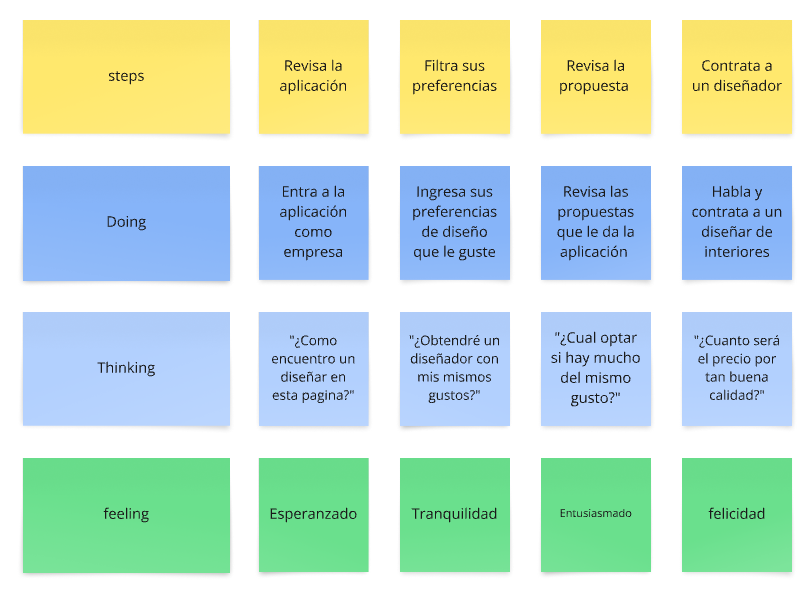 steps
Revisa la
aplicación
Filtra sus
preferencias
Revisa la
propuesta
Contrata a
un diseñador
Doing
Entra a la
aplicación
como
empresa
Ingresa sus
preferencias
de diseño
que le guste
Revisa las
propuestas
que le da la
aplicación
Habla y
contrata a un
diseñar de
interiores
Thinking
"¿Como
encuentro un
diseñar en
esta pagina?"
"¿Obtendré un
diseñador con
mis mismos
gustos?"
"¿Cual optar
si hay mucho
del mismo
gusto?"
"¿Cuanto será
el precio por
tan buena
calidad?"
feeling
Esperanzado
Tranquilidad
Entusiasmado
felicidad